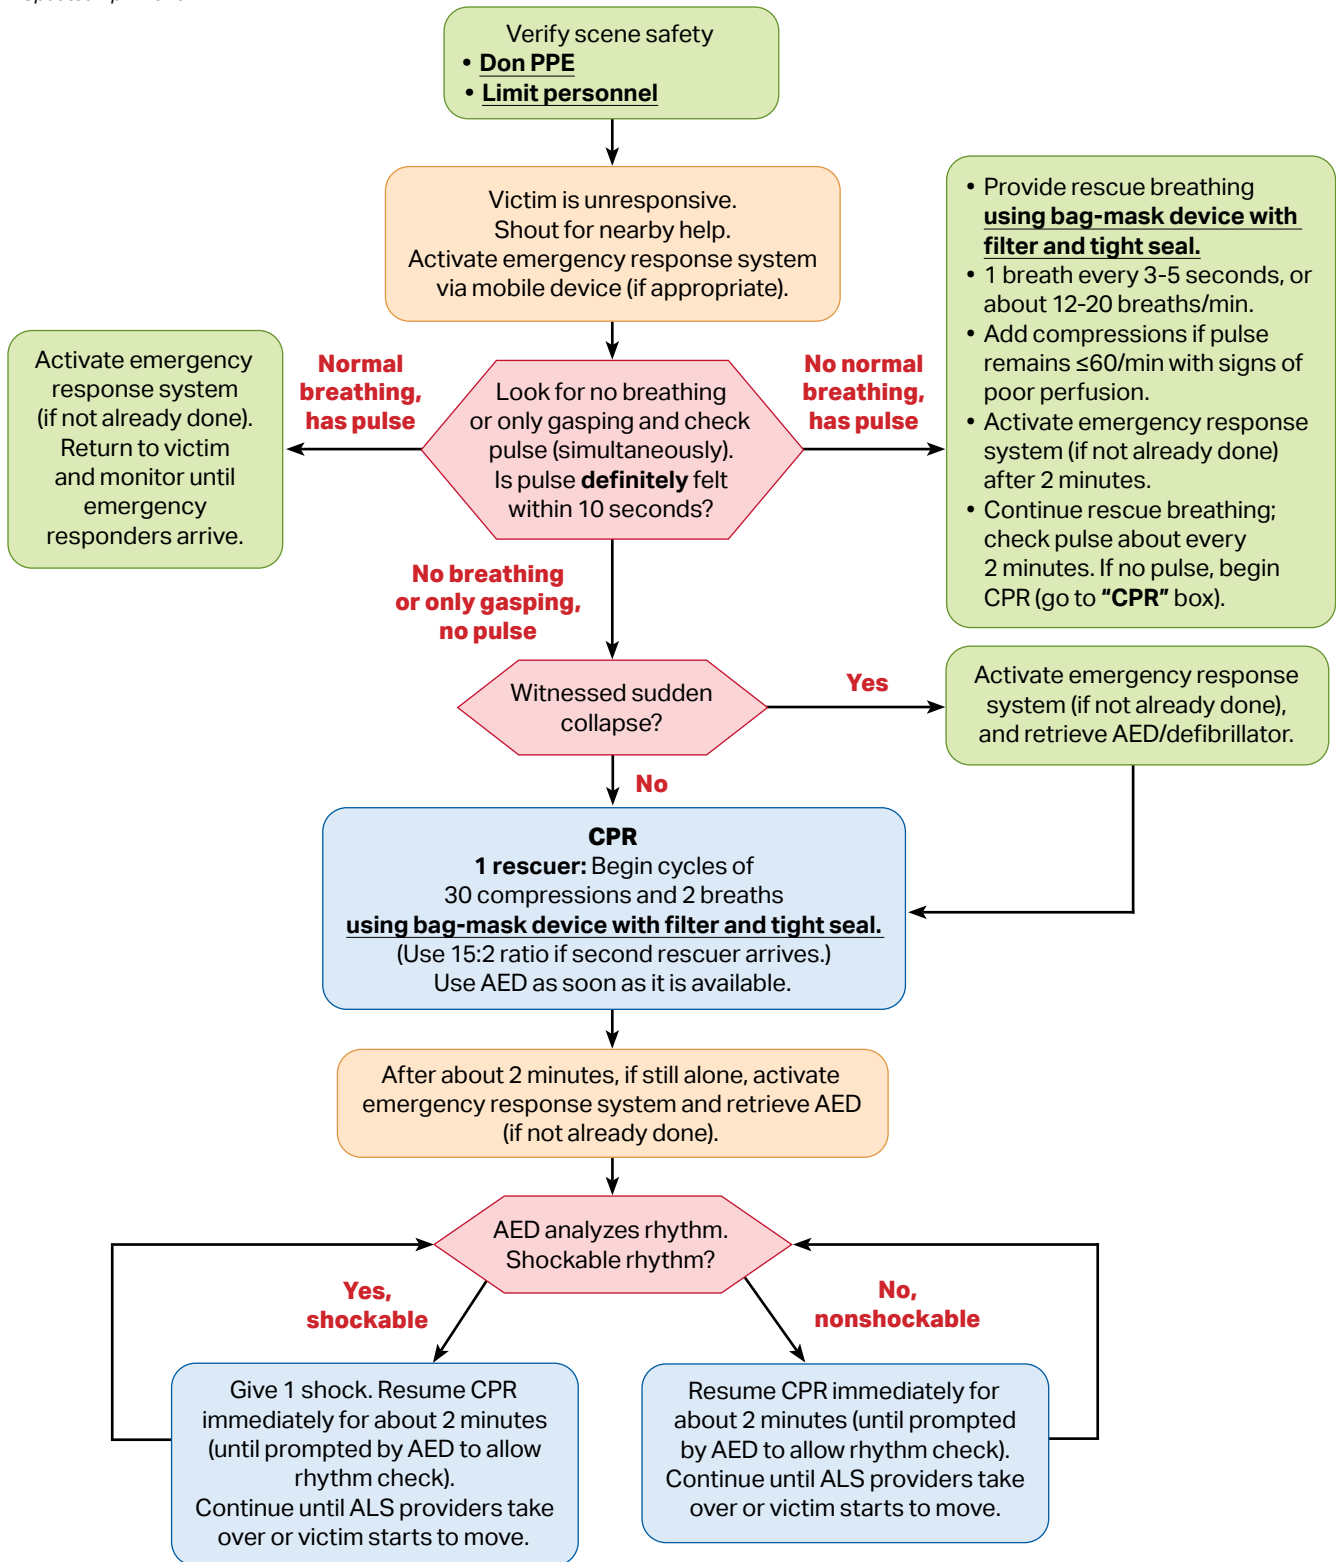 Verify scene safety
• Don PPE
• Limit personnel
Victim is unresponsive.
Shout for nearby help.
Activate emergency response system
via mobile device (if appropriate).
Activate emergency
response system
(if not already done).
Return to victim
and monitor until
emergency
responders arrive.
Normal
breathing,
has pulse
Look for no breathing
or only gasping and check
pulse (simultaneously).
Is pulse definitely felt
within 10 seconds?
No normal
breathing,
has pulse
• Provide rescue breathing
using bag-mask device with
filter and tight seal.
• 1 breath every 3-5 seconds, or
about 12-20 breaths/min.
• Add compressions if pulse
remains ≤60/min with signs of
poor perfusion.
• Activate emergency response
system (if not already done)
after 2 minutes.
• Continue rescue breathing;
check pulse about every
2 minutes. If no pulse, begin
CPR (go to “CPR” box).
No breathing
or only gasping,
no pulse
Witnessed sudden
collapse?
Yes
Activate emergency response
system (if not already done),
and retrieve AED/defibrillator.
No
CPR
1 rescuer: Begin cycles of
30 compressions and 2 breaths
using bag-mask device with filter and tight seal.
(Use 15:2 ratio if second rescuer arrives.)
Use AED as soon as it is available.
After about 2 minutes, if still alone, activate
emergency response system and retrieve AED
(if not already done).
AED analyzes rhythm.
Shockable rhythm?
Yes,
shockable
No,
nonshockable
Give 1 shock. Resume CPR
immediately for about 2 minutes
(until prompted by AED to allow
rhythm check).
Continue until ALS providers take
over or victim starts to move.
Resume CPR immediately for
about 2 minutes (until prompted
by AED to allow rhythm check).
Continue until ALS providers take
over or victim starts to move.